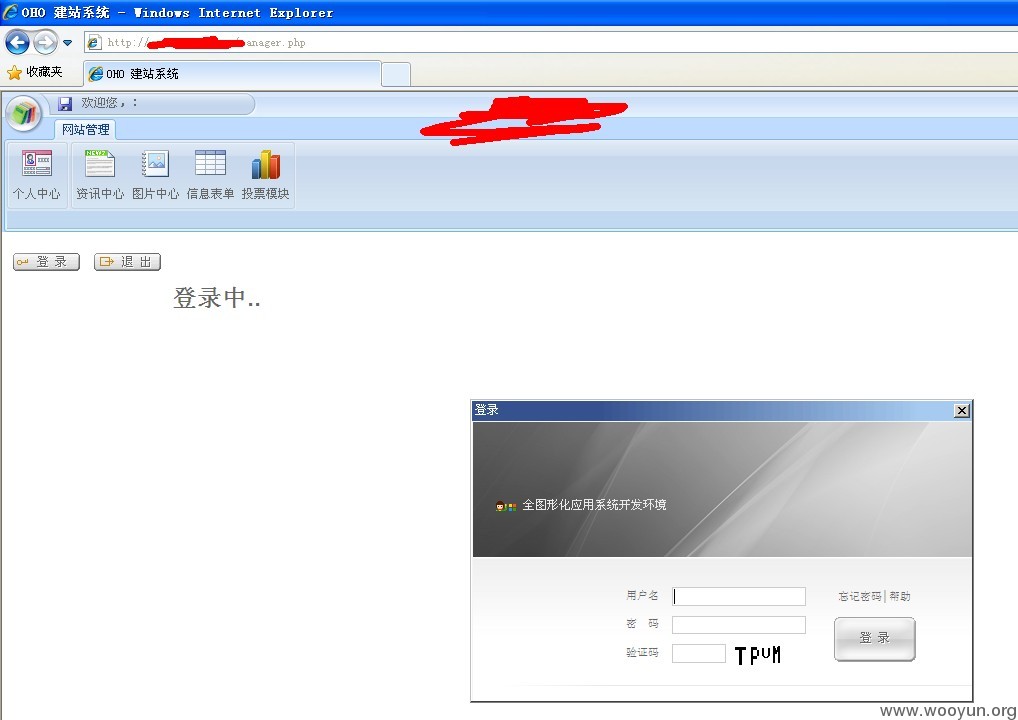 OHO 建站系统 - Windows Internet Explorer
http:// anager.php
收藏夹 OHO 建站系统
欢迎您，:
网站管理
个人中心 资讯中心 图片中心 信息表单 投票模块
登 录 退 出
登录中..
登录
全图形化应用系统开发环境
用户名 忘记密码|帮助
密 码 登 录
验证码 TPUM
www.wooyun.org